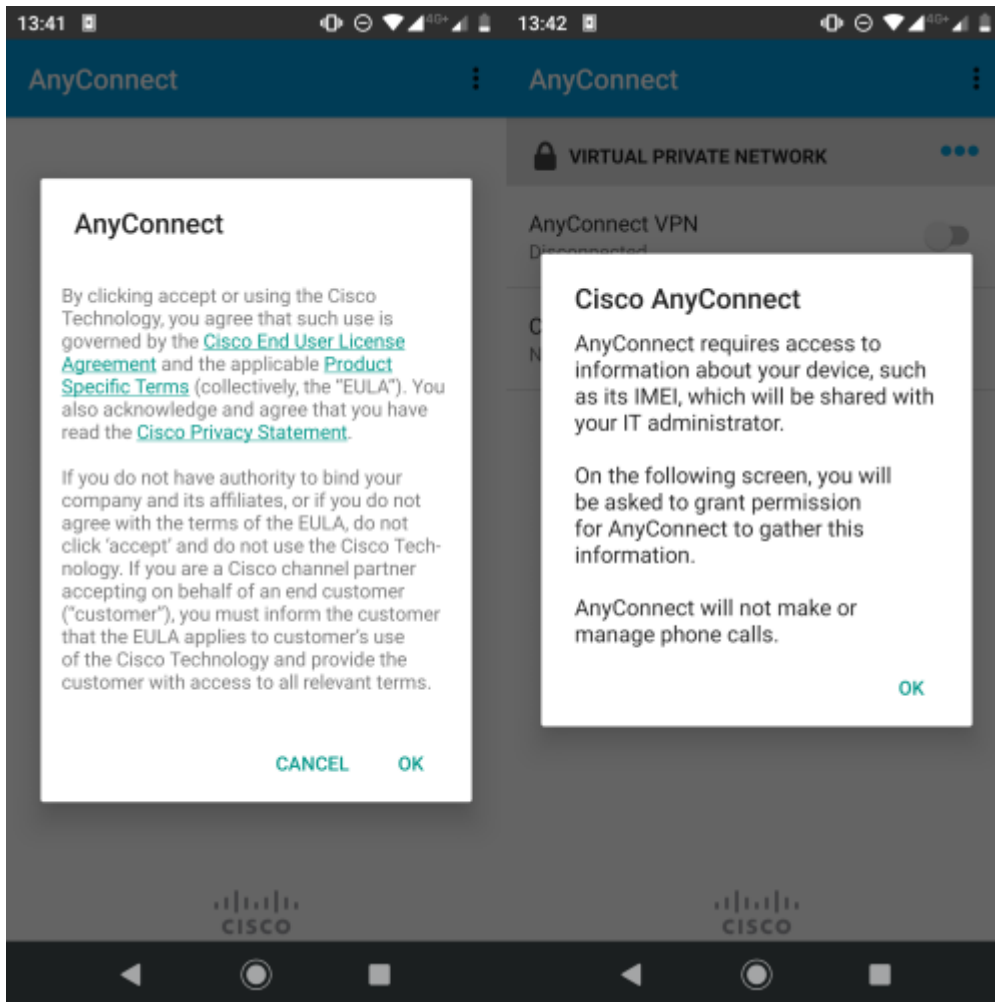 13:41
4G+
AnyConnect
AnyConnect
By clicking accept or using the Cisco
Technology, you agree that such use is
governed by the Cisco End User License
Agreement and the applicable Product
Specific Terms (collectively, the “EULA”). You
also acknowledge and agree that you have
read the Cisco Privacy Statement.
If you do not have authority to bind your
company and its affiliates, or if you do not
agree with the terms of the EULA, do not
click ‘accept’ and do not use the Cisco Tech-
nology. If you are a Cisco channel partner
accepting on behalf of an end customer
(“customer”), you must inform the customer
that the EULA applies to customer’s use
of the Cisco Technology and provide the
customer with access to all relevant terms.
CANCEL OK
CISCO
13:42
4G+
AnyConnect
VIRTUAL PRIVATE NETWORK
AnyConnect VPN
Disconnected
C
N
Cisco AnyConnect
AnyConnect requires access to
information about your device, such
as its IMEI, which will be shared with
your IT administrator.
On the following screen, you will
be asked to grant permission
for AnyConnect to gather this
information.
AnyConnect will not make or
manage phone calls.
OK
CISCO